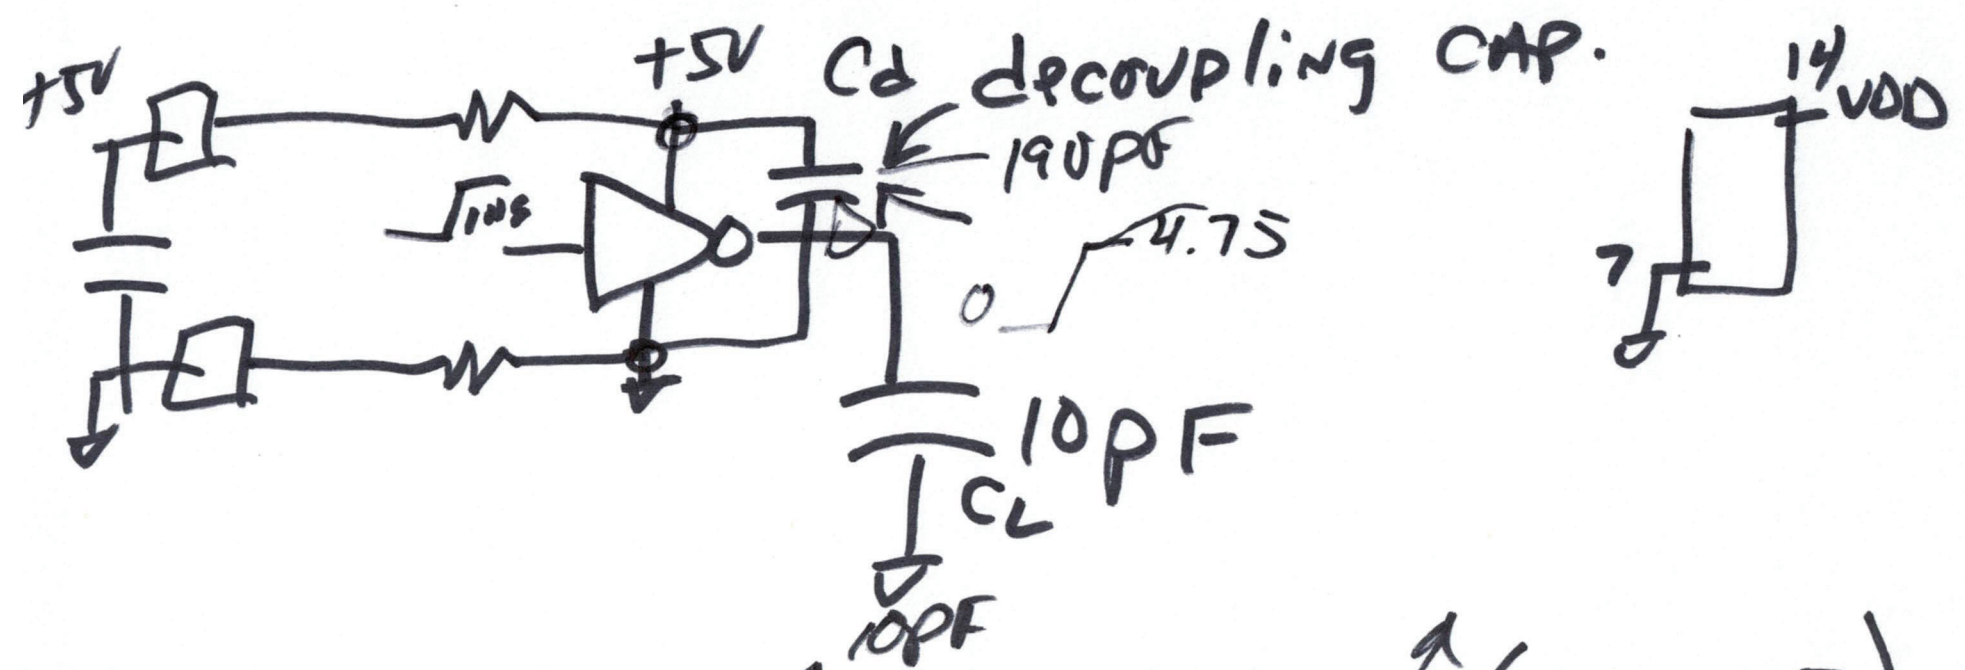 +5V
+5V
Cd decoupling CAP.
14
VDD
190pF
1ns
4.75
0
7
10pF
CL
10pF